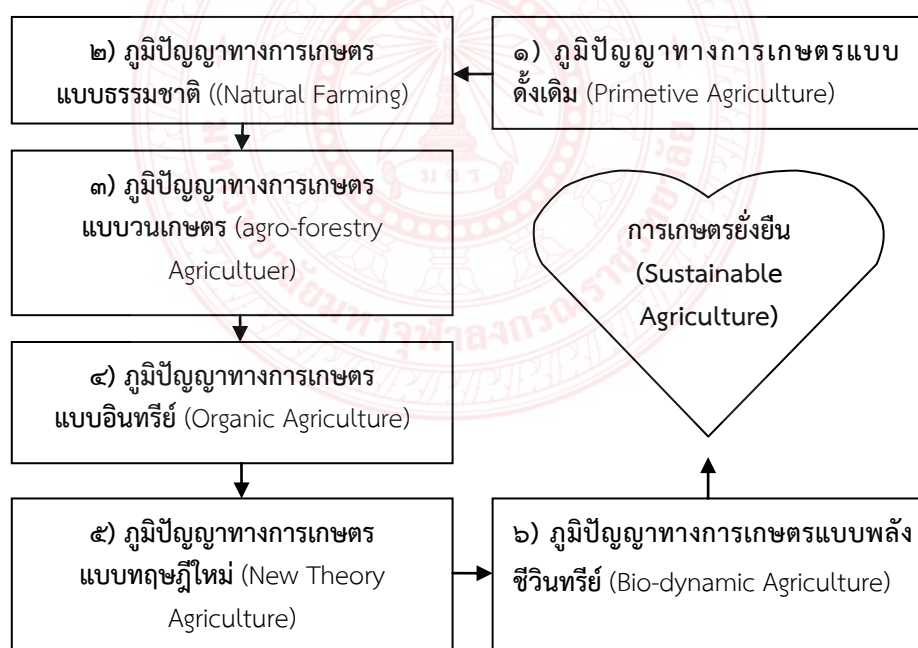 ๑) ภูมิปัญญาทางการเกษตรแบบ
ดั้งเดิม (Primetive Agriculture)
๒) ภูมิปัญญาทางการเกษตร
แบบธรรมชาติ ((Natural Farming)
๓) ภูมิปัญญาทางการเกษตร
แบบวนเกษตร (agro-forestry
Agricultuer)
๔) ภูมิปัญญาทางการเกษตร
แบบอินทรีย์ (Organic Agriculture)
๕) ภูมิปัญญาทางการเกษตร
แบบทฤษฎีใหม่ (New Theory
Agriculture)
๖) ภูมิปัญญาทางการเกษตรแบบพลัง
ชีวินทรีย์ (Bio-dynamic Agriculture)
การเกษตรยั่งยืน
(Sustainable
Agriculture)